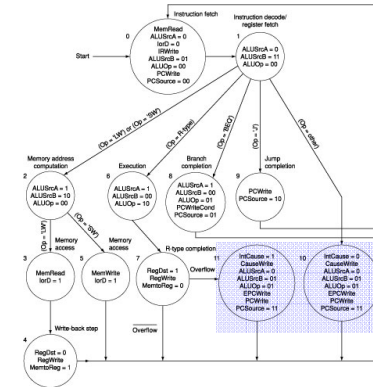 Instruction fetch
0
MemRead
ALUSrcA = 0
IorD = 0
IRWrite
ALUSrcB = 01
ALUOp = 00
PCWrite
PCSource = 00
Start
Instruction decode/
register fetch
1
ALUSrcA = 0
ALUSrcB = 11
ALUOp = 00
(Op = 'LW') or (Op = 'SW')
(Op = R-type)
(Op = 'BEQ')
(Op = 'J')
(Op = other)
Memory address
computation
2
ALUSrcA = 1
ALUSrcB = 10
ALUOp = 00
Execution
6
ALUSrcA = 1
ALUSrcB = 00
ALUOp = 10
Branch
completion
8
ALUSrcA = 1
ALUSrcB = 00
ALUOp = 01
PCWriteCond
PCSource = 01
Jump
completion
9
PCWrite
PCSource = 10
(Op = 'LW')
(Op = 'SW')
Memory
access
3
MemRead
IorD = 1
Memory
access
5
MemWrite
IorD = 1
R-type completion
7
RegDst = 1
RegWrite
MemtoReg = 0
Overflow
Overflow
11
IntCause = 1
CauseWrite
ALUSrcA = 0
ALUSrcB = 01
ALUOp = 01
EPCWrite
PCWrite
PCSource = 11
10
IntCause = 0
CauseWrite
ALUSrcA = 0
ALUSrcB = 01
ALUOp = 01
EPCWrite
PCWrite
PCSource = 11
Write-back step
4
RegDst = 0
RegWrite
MemtoReg = 1